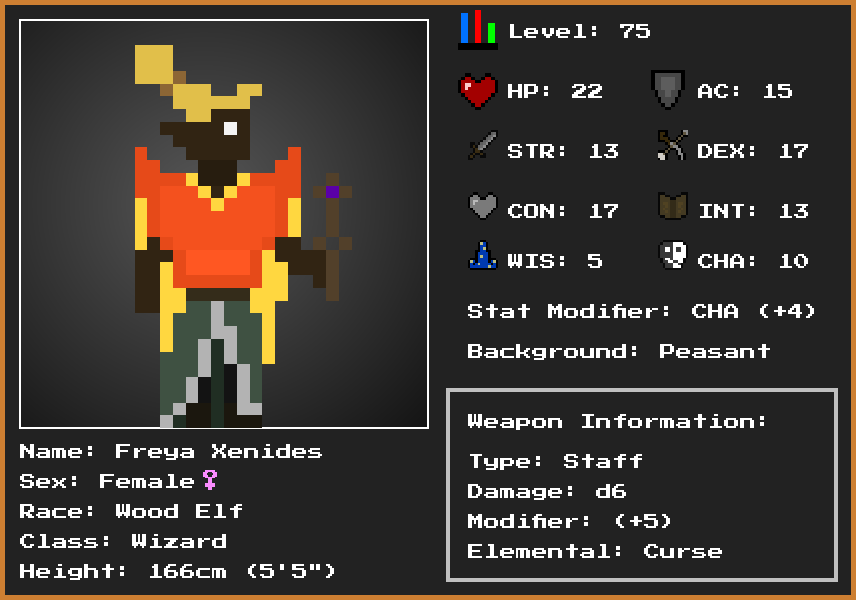 Level: 75
HP: 22 AC: 15
STR: 13 DEX: 17
CON: 17 INT: 13
WIS: 5 CHA: 10
Stat Modifier: CHA (+4)
Background: Peasant
Weapon Information:
Type: Staff
Damage: d6
Modifier: (+5)
Elemental: Curse
Name: Freya Xenides
Sex: Female♀
Race: Wood Elf
Class: Wizard
Height: 166cm (5'5")